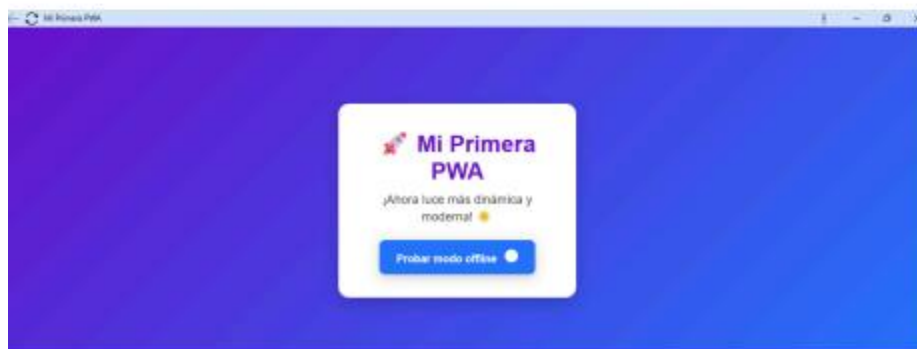 Mi Primera PWA
🚀 Mi Primera
PWA
¡Ahora luce más dinámica y
moderna! 🌟
Probar modo offline